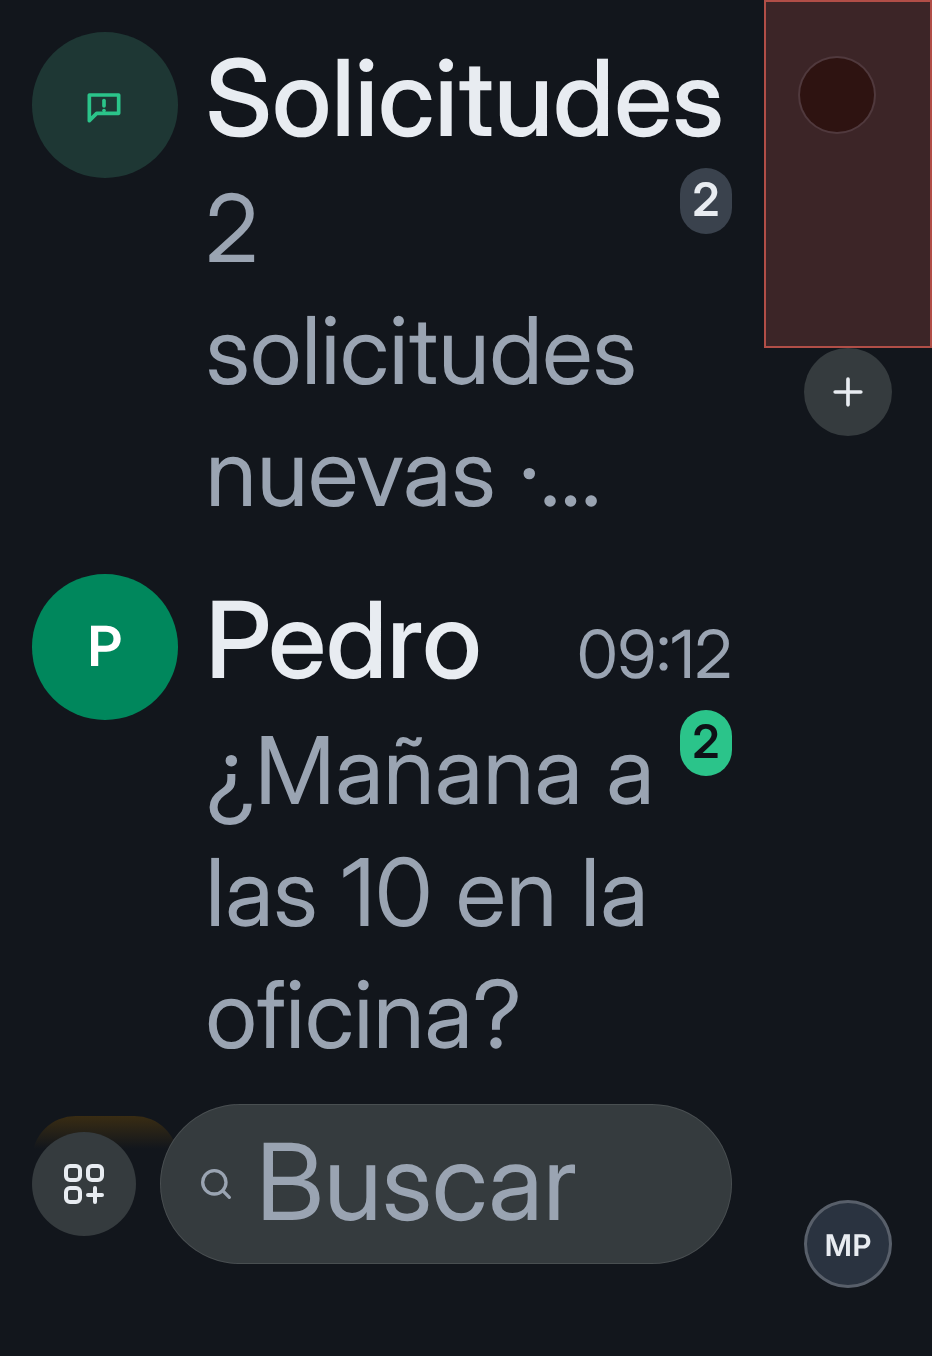 Solicitudes
2
2
solicitudes
nuevas ·...
P
Pedro
09:12
¿Mañana a
2
las 10 en la
oficina?
Buscar
MP